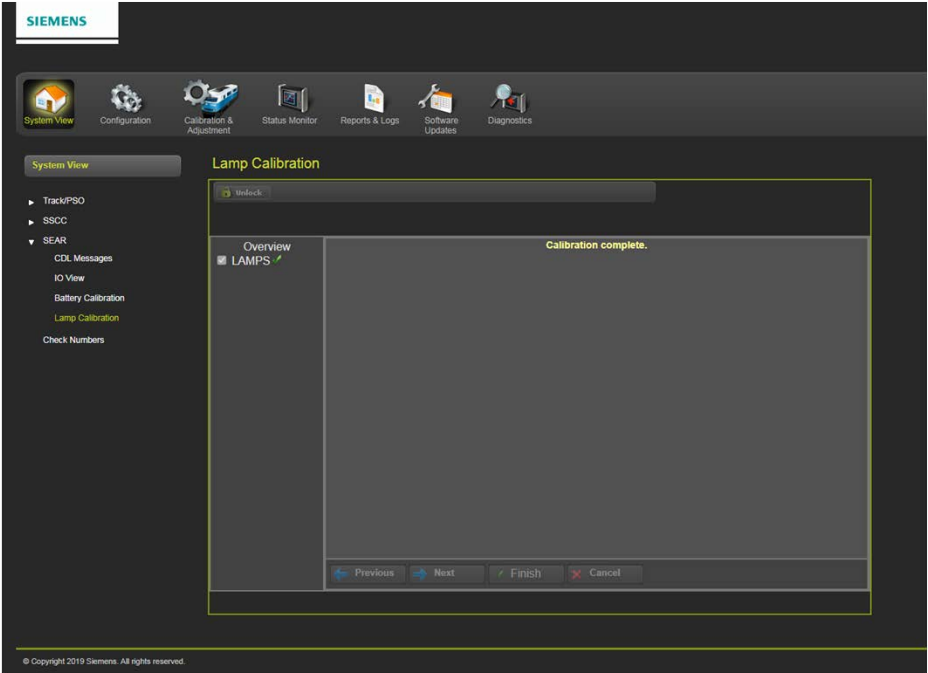 SIEMENS
System View
Configuration
Calibration &
Adjustment
Status Monitor
Reports & Logs
Software
Updates
Diagnostics
System View
Track/PSO
SSCC
SEAR
CDL Messages
IO View
Battery Calibration
Lamp Calibration
Check Numbers
Lamp Calibration
Unlock
Overview
LAMPS
Calibration complete.
Previous
Next
Finish
Cancel
© Copyright 2019 Siemens. All rights reserved.